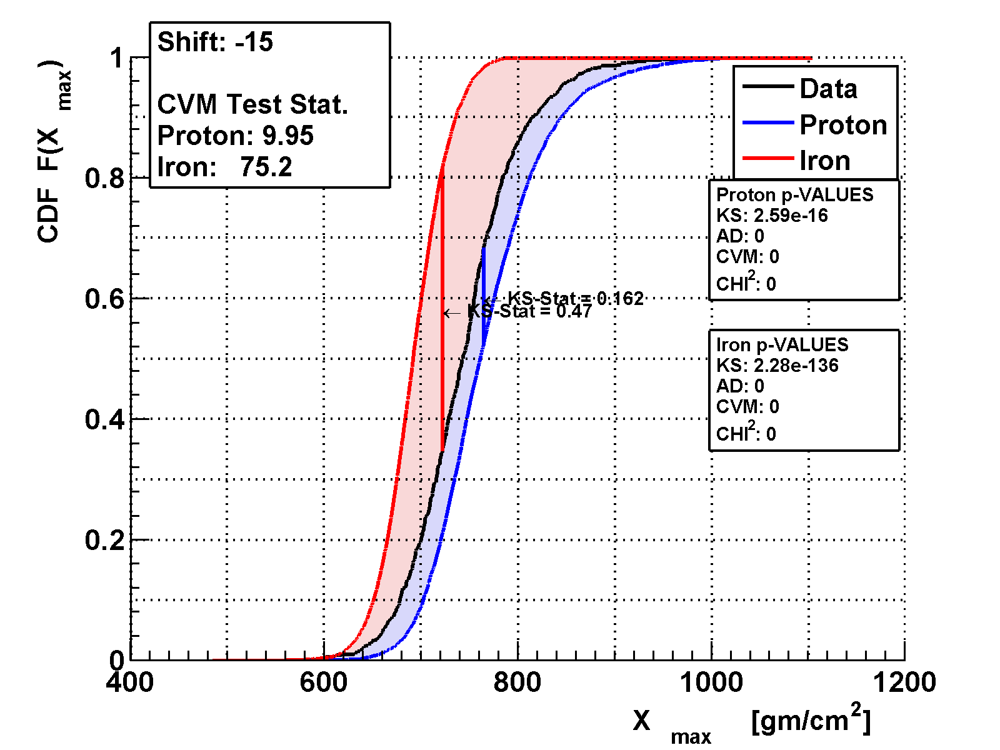 Shift: -15
CVM Test Stat.
Proton: 9.95
Iron: 75.2
CDF F(X max)
1
0.8
0.6
0.4
0.2
0
Data
Proton
Iron
Proton p-VALUES
KS: 2.59e-16
AD: 0
CVM: 0
CHI²: 0
← KS-Stat = 0.162
← KS-Stat = 0.47
Iron p-VALUES
KS: 2.28e-136
AD: 0
CVM: 0
CHI²: 0
400 600 800 1000 1200
X max [gm/cm²]